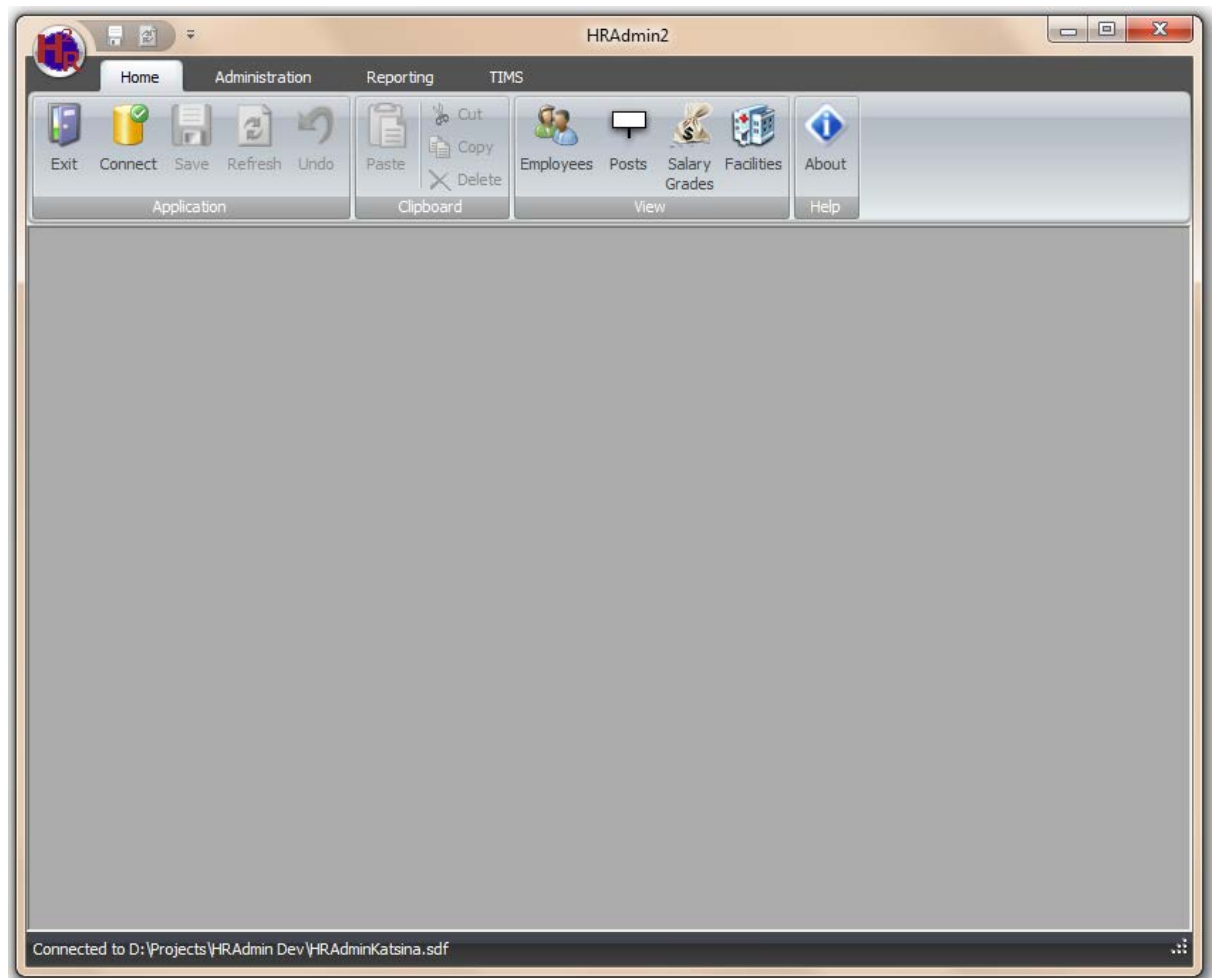 HRAdmin2
H2R
Home Administration Reporting TIMS
Exit Connect Save Refresh Undo Paste Cut Copy Delete Employees Posts Salary Grades Facilities About
Application Clipboard View Help
Connected to D:\Projects\HRAdmin Dev\HRAdminKatsina.sdf